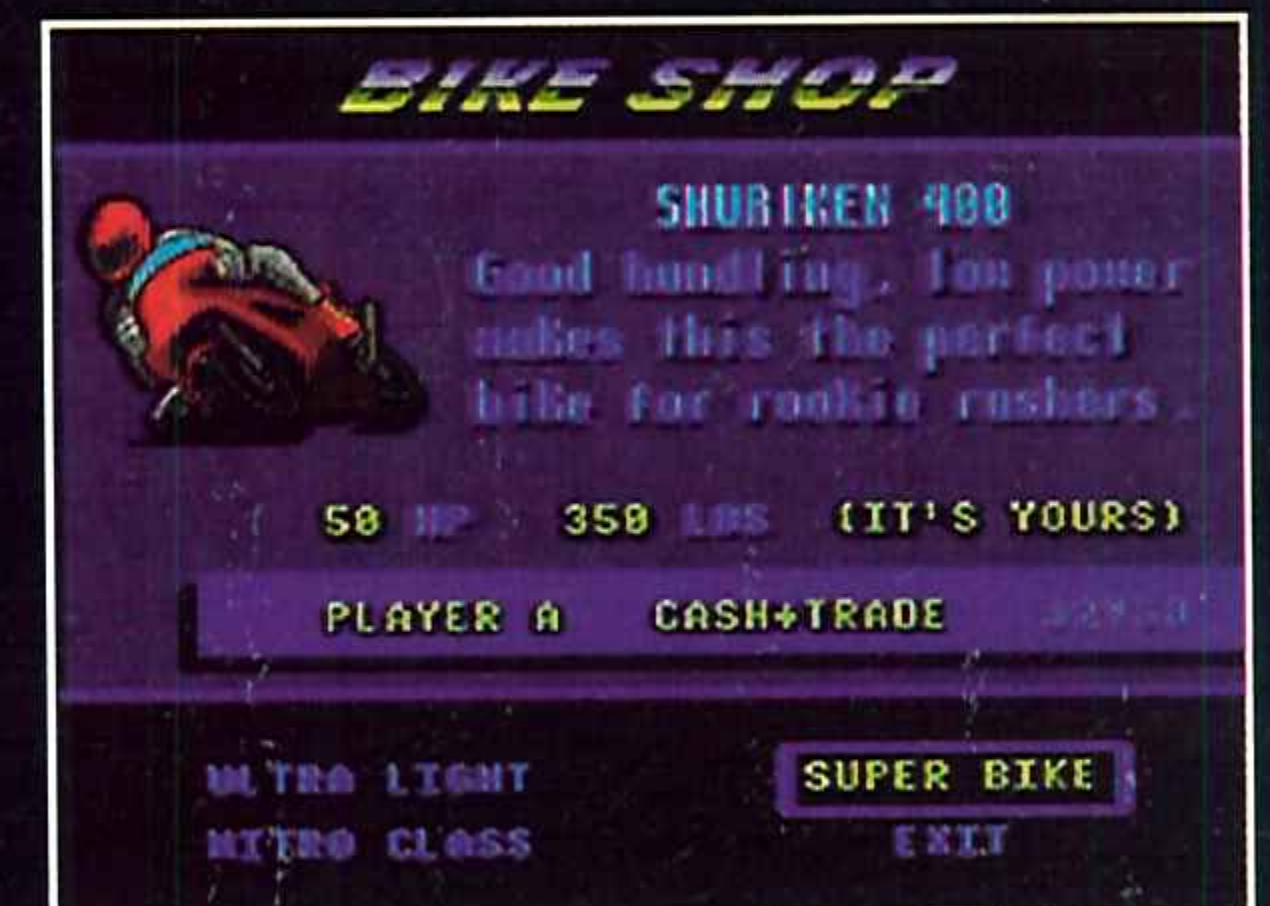 BIKE SHOP
SHURIKEN 400
Good handling, low power
makes this the perfect
bike for rookie rashers.
50 HP 350 LBS (IT'S YOURS)
PLAYER A CASH+TRADE
ULTRA LIGHT
SUPER BIKE
NITRO CLASS
EXIT